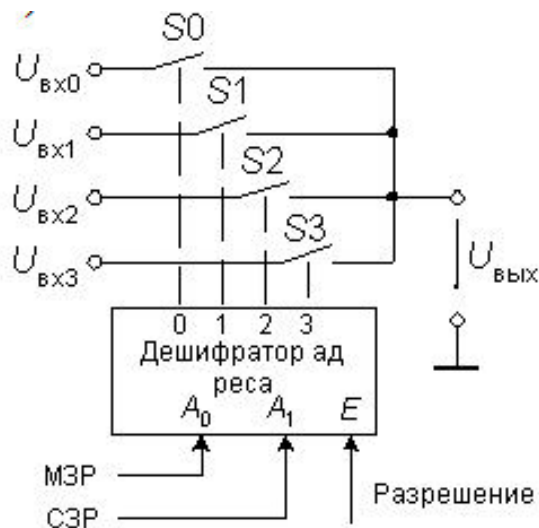 S0
Uвх0
S1
Uвх1
S2
Uвх2
S3
Uвх3
Uвых
0 1 2 3
Дешифратор ад
реса
A0 A1 E
МЗР
Разрешение
СЗР